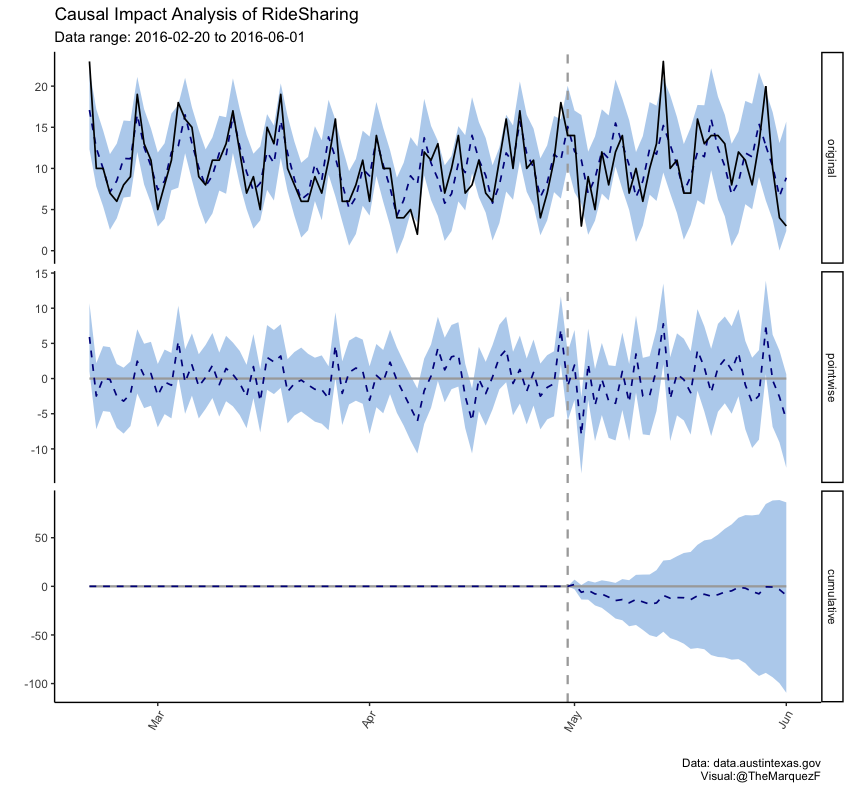 Causal Impact Analysis of RideSharing
Data range: 2016-02-20 to 2016-06-01
20
15
10
5
0
original
15
10
5
0
-5
-10
pointwise
50
0
-50
-100
cumulative
Mar
Apr
May
Jun
Data: data.austintexas.gov
Visual:@TheMarquezF